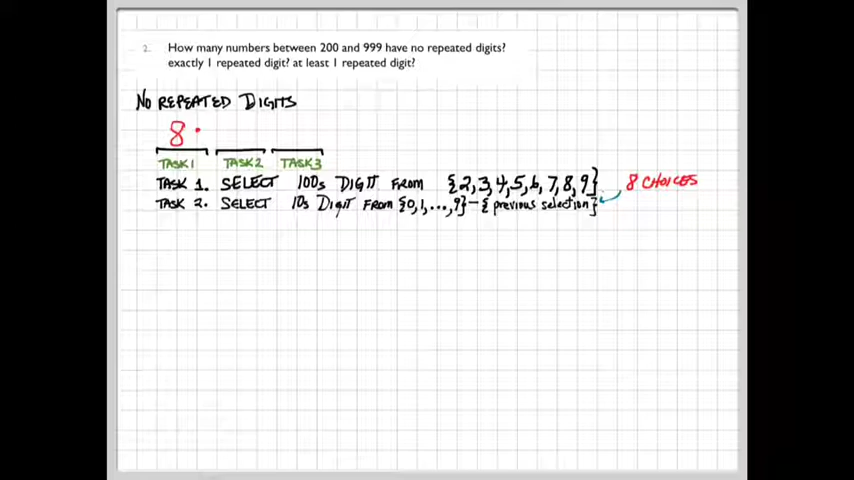 2. How many numbers between 200 and 999 have no repeated digits?
exactly 1 repeated digit? at least 1 repeated digit?
No REPEATED DIGITS
8 •
TASK 1 TASK 2 TASK 3
TASK 1. SELECT 100s DIGIT FROM {2,3,4,5,6,7,8,9} 8 CHOICES
TASK 2. SELECT 10s DigiT FROM {0,1,...,9}-{previous selection}